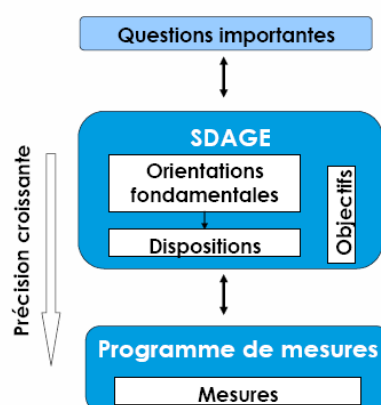 Questions importantes
SDAGE
Orientations
fondamentales
Dispositions
Objectifs
Précision croissante
Programme de mesures
Mesures